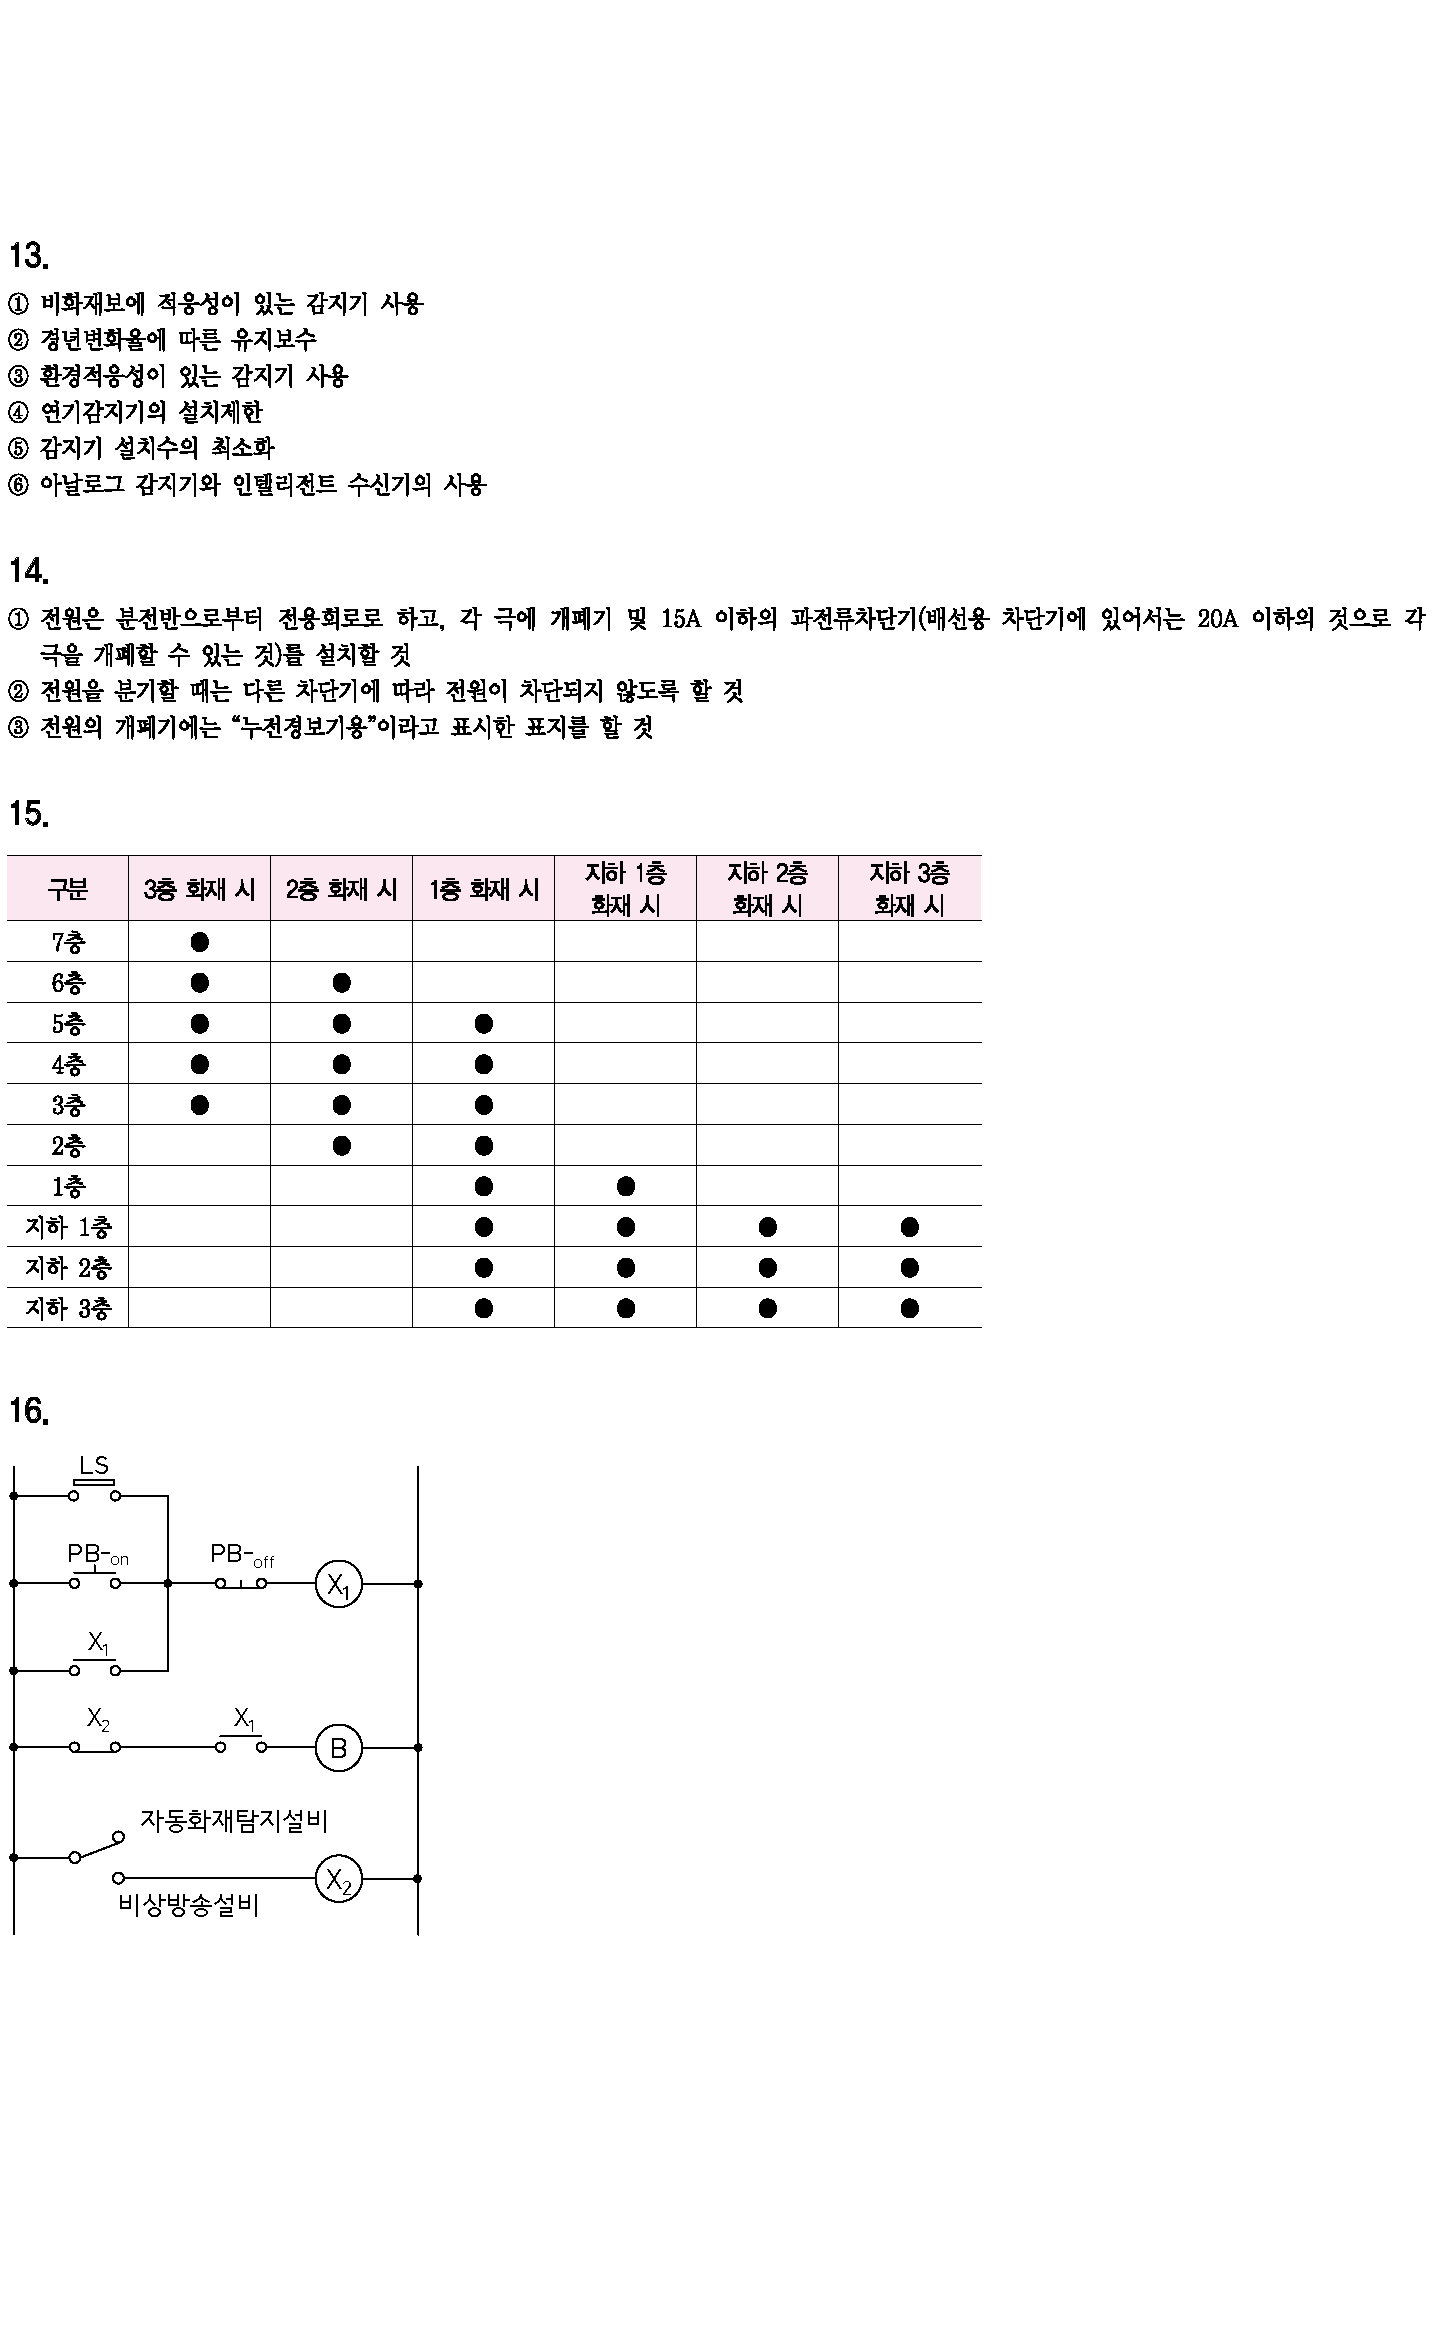 13.
① 비화재보에 적응성이 있는 감지기 사용
② 경년변화율에 따른 유지보수
③ 환경적응성이 있는 감지기 사용
④ 연기감지기의 설치제한
⑤ 감지기 설치수의 최소화
⑥ 아날로그 감지기와 인텔리전트 수신기의 사용
14.
① 전원은 분전반으로부터 전용회로로 하고, 각 극에 개폐기 및 15A 이하의 과전류차단기(배선용 차단기에 있어서는 20A 이하의 것으로 각
극을 개폐할 수 있는 것)를 설치할 것
② 전원을 분기할 때는 다른 차단기에 따라 전원이 차단되지 않도록 할 것
③ 전원의 개폐기에는 “누전경보기용”이라고 표시한 표지를 할 것
15.
구분 3층 화재 시 2층 화재 시 1층 화재 시 지하 1층 화재 시 지하 2층 화재 시 지하 3층 화재 시
7층 ●
6층 ● ●
5층 ● ● ●
4층 ● ● ●
3층 ● ● ●
2층 ● ●
1층 ● ●
지하 1층 ● ● ● ●
지하 2층 ● ● ● ●
지하 3층 ● ● ● ●
16.
LS
PB-on PB-off X1
X1
X2 X1 B
자동화재탐지설비
X2
비상방송설비